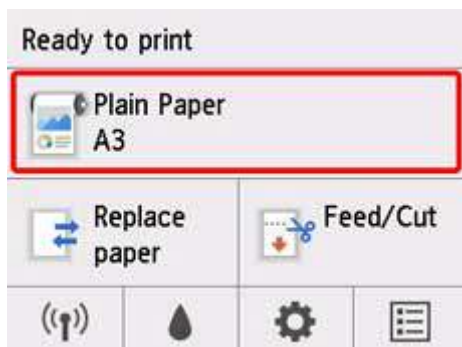 Ready to print
Plain Paper
A3
Replace
paper
Feed/Cut